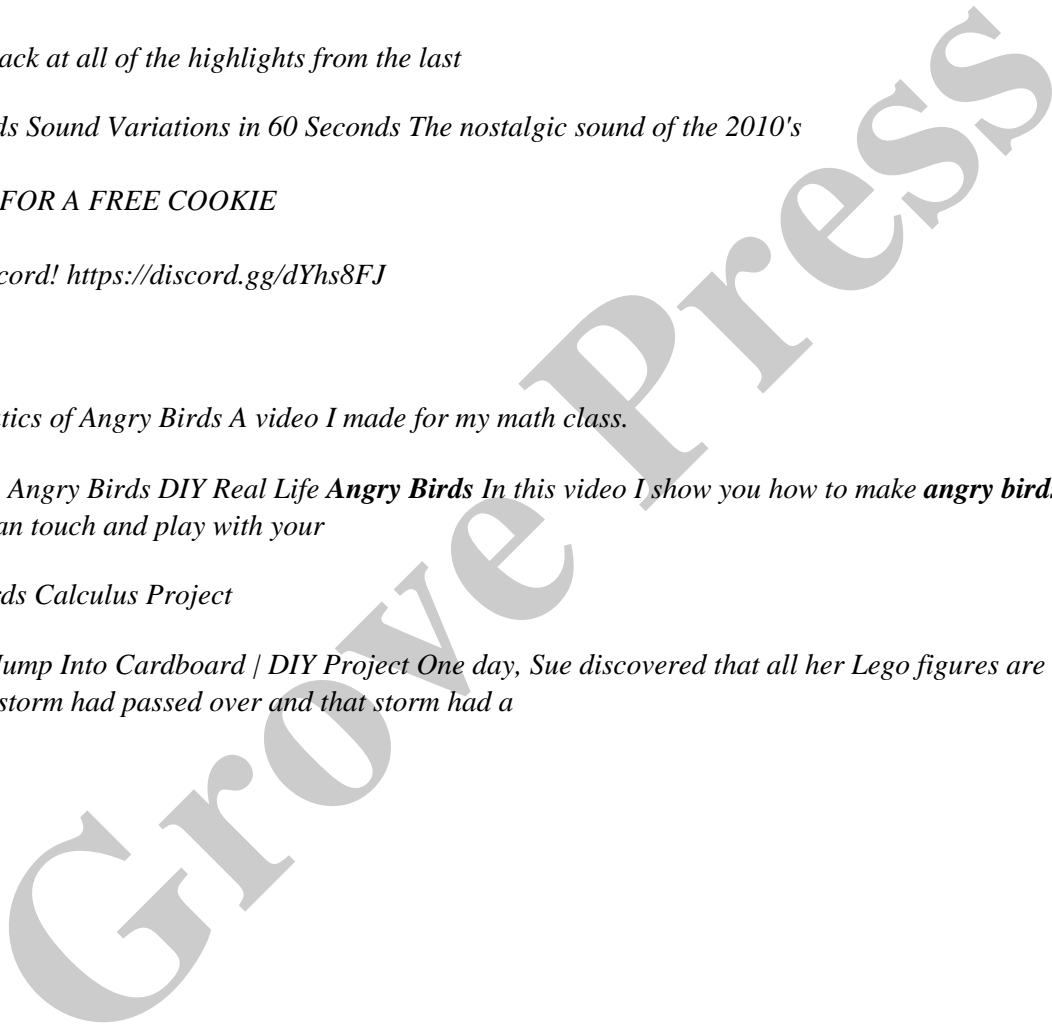 ack at all of the highlights from the last
ds Sound Variations in 60 Seconds The nostalgic sound of the 2010's
FOR A FREE COOKIE
cord! https://discord.gg/dYhs8FJ
tics of Angry Birds A video I made for my math class.
Angry Birds DIY Real Life Angry Birds In this video I show you how to make angry birds
an touch and play with your
rds Calculus Project
Jump Into Cardboard | DIY Project One day, Sue discovered that all her Lego figures are
storm had passed over and that storm had a
Grove Press